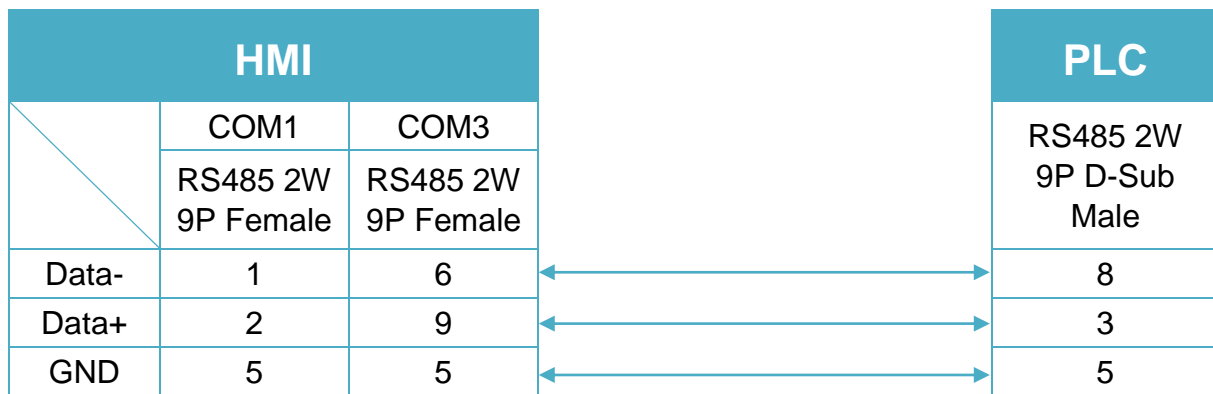 HMI PLC
COM1 COM3
RS485 2W RS485 2W RS485 2W
9P Female 9P Female 9P D-Sub
Male
Data- 1 6 8
Data+ 2 9 3
GND 5 5 5